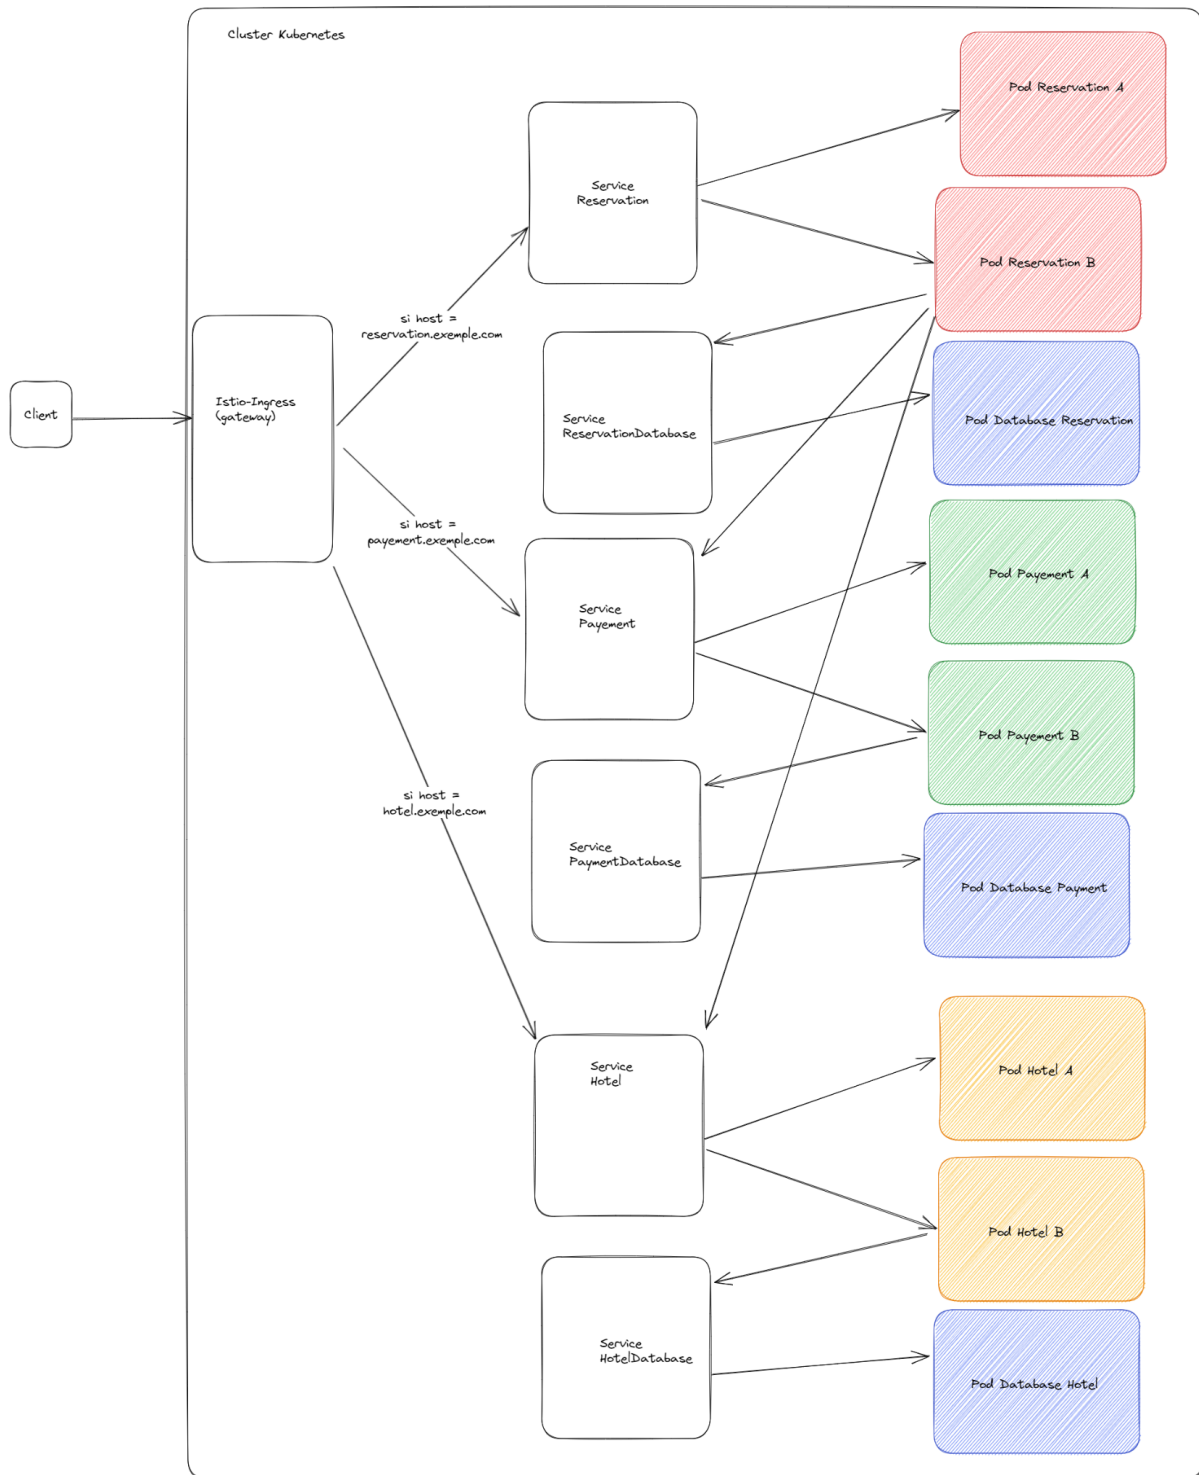 Cluster Kubernetes
Pod Reservation A
Service
Reservation
Pod Reservation B
si host =
reservation.exemple.com
Istio-Ingress
(gateway)
Client
Service
ReservationDatabase
Pod Database Reservation
si host =
payement.exemple.com
Pod Payement A
Service
Payement
Pod Payement B
si host =
hotel.exemple.com
Service
PaymentDatabase
Pod Database Payment
Service
Hotel
Pod Hotel A
Pod Hotel B
Service
HotelDatabase
Pod Database Hotel